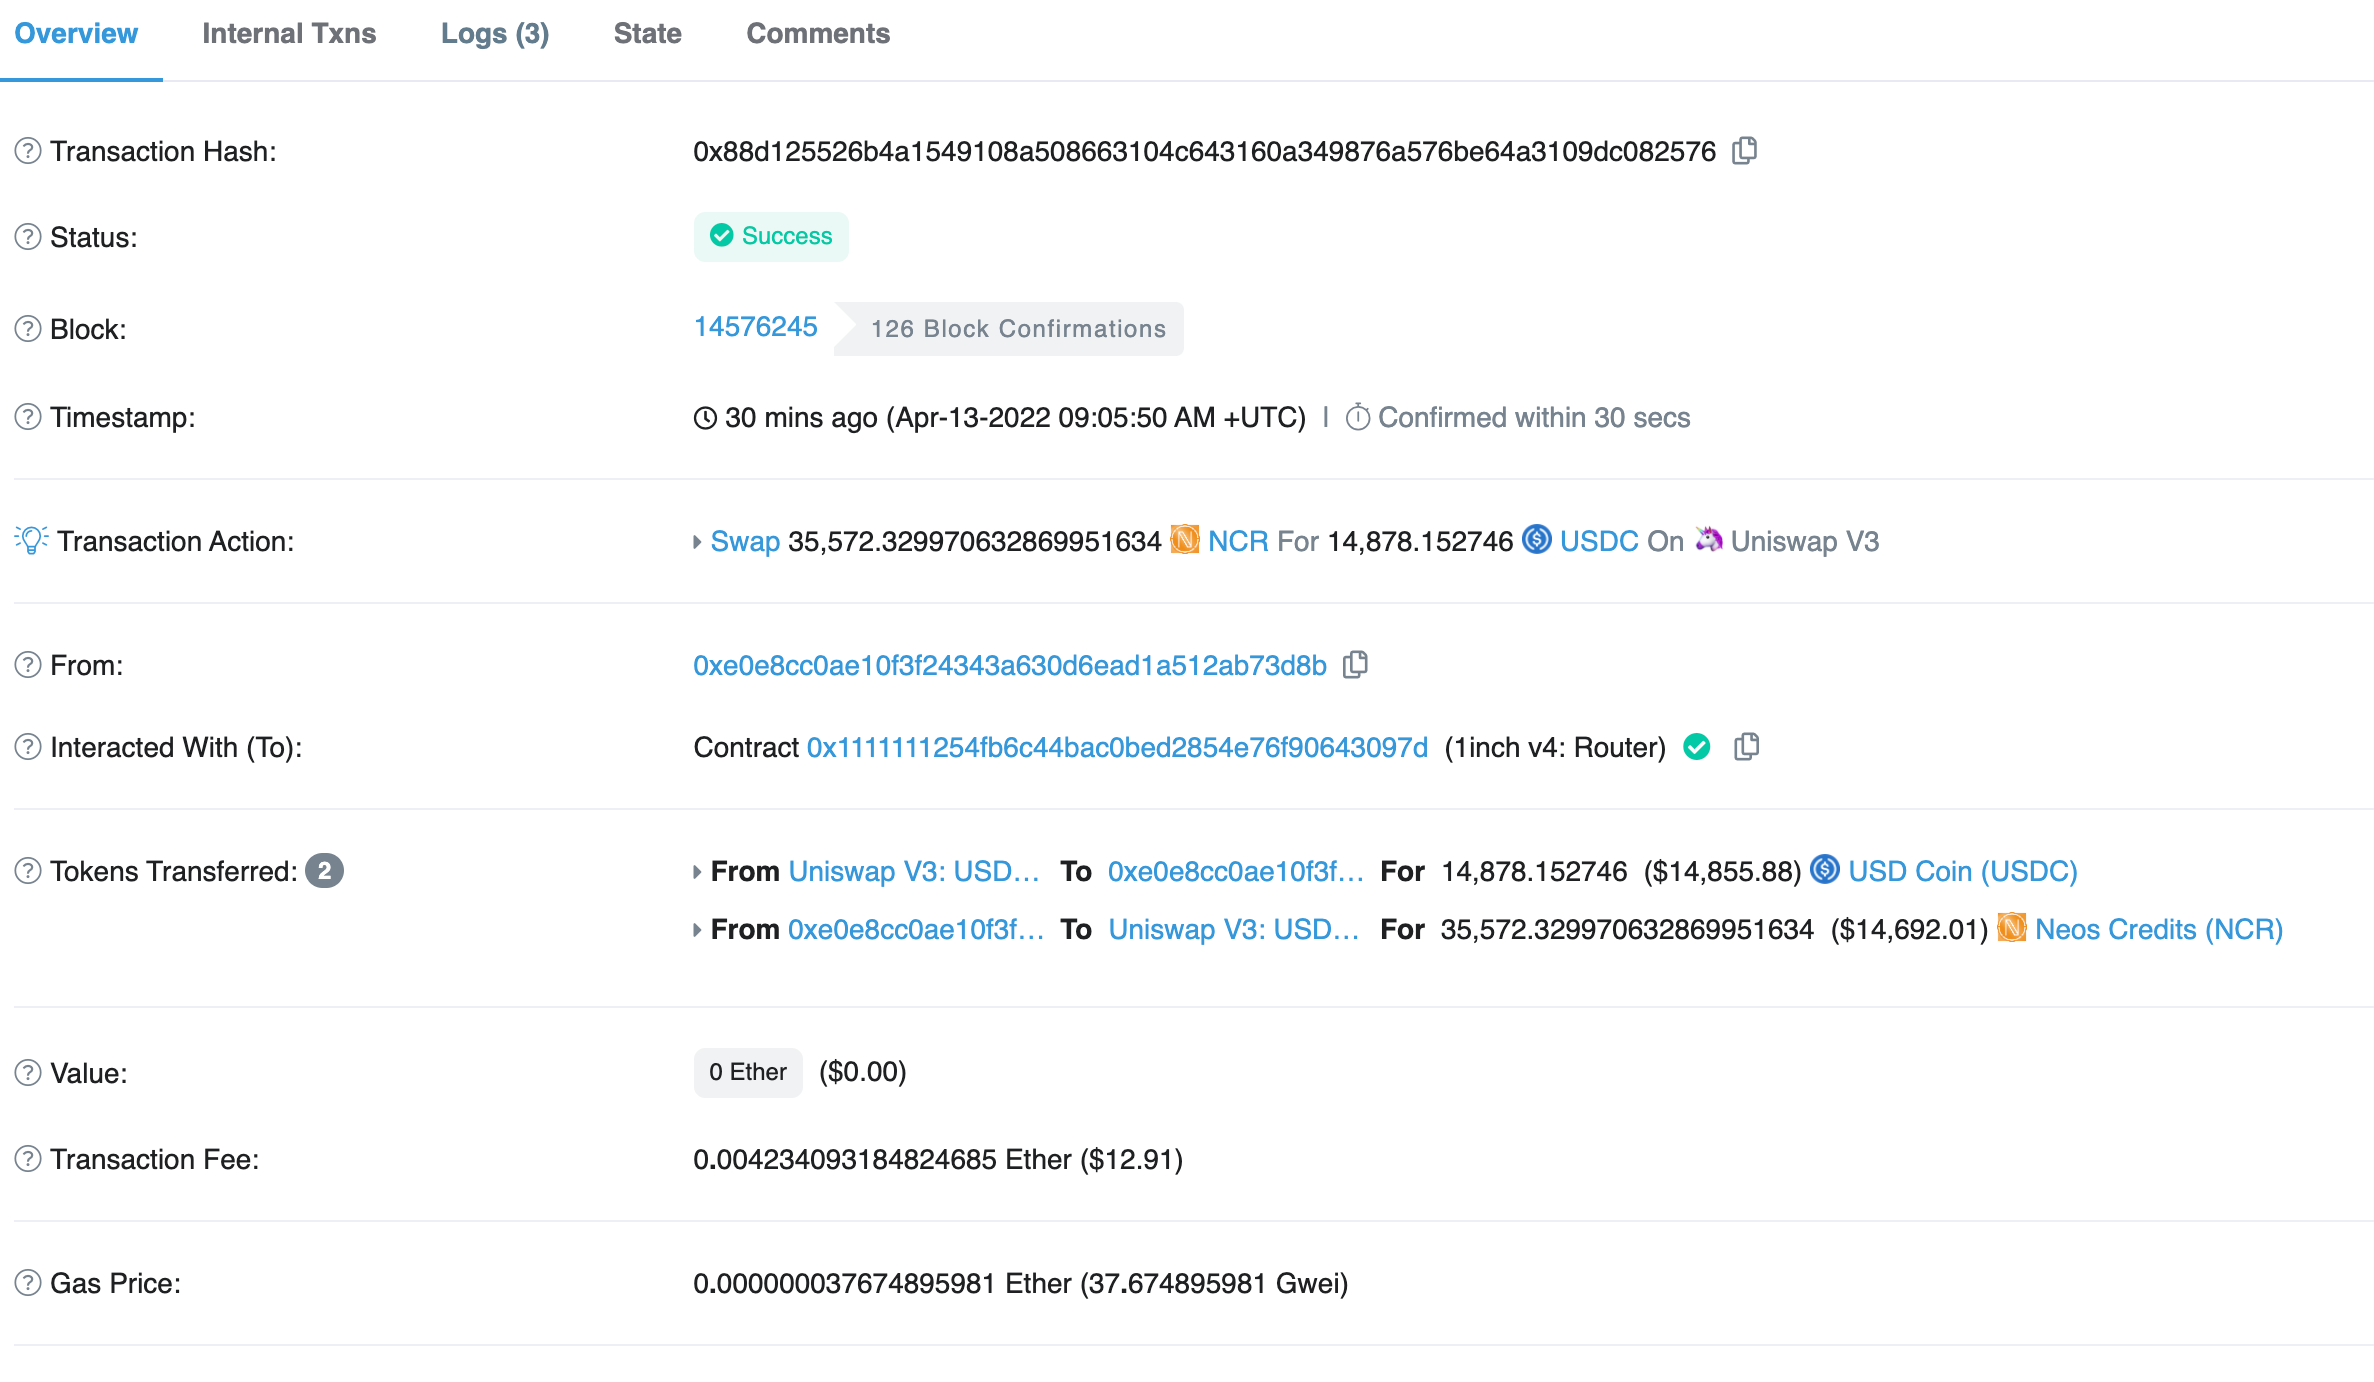 Overview Internal Txns Logs (3) State Comments
Transaction Hash: 0x88d125526b4a1549108a508663104c643160a349876a576be64a3109dc082576
Status: Success
Block: 14576245 126 Block Confirmations
Timestamp: 30 mins ago (Apr-13-2022 09:05:50 AM +UTC) | Confirmed within 30 secs
Transaction Action: Swap 35,572.329970632869951634 NCR For 14,878.152746 USDC On Uniswap V3
From: 0xe0e8cc0ae10f3f24343a630d6ead1a512ab73d8b
Interacted With (To): Contract 0x1111111254fb6c44bac0bed2854e76f90643097d (1inch v4: Router)
Tokens Transferred: 2 From Uniswap V3: USD... To 0xe0e8cc0ae10f3f... For 14,878.152746 ($14,855.88) USD Coin (USDC)
From 0xe0e8cc0ae10f3f... To Uniswap V3: USD... For 35,572.329970632869951634 ($14,692.01) Neos Credits (NCR)
Value: 0 Ether ($0.00)
Transaction Fee: 0.004234093184824685 Ether ($12.91)
Gas Price: 0.000000037674895981 Ether (37.674895981 Gwei)